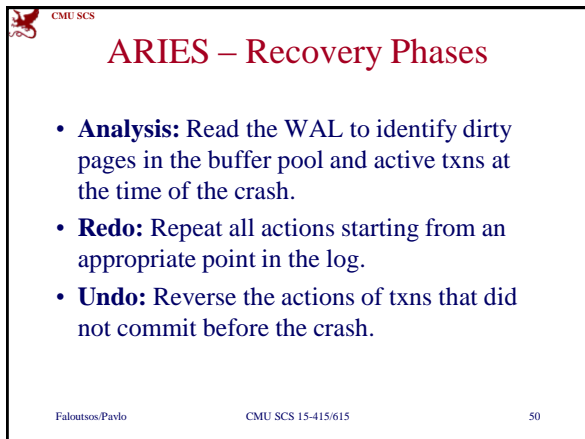 CMU SCS
ARIES – Recovery Phases
• Analysis: Read the WAL to identify dirty
pages in the buffer pool and active txns at
the time of the crash.
• Redo: Repeat all actions starting from an
appropriate point in the log.
• Undo: Reverse the actions of txns that did
not commit before the crash.
Faloutsos/Pavlo CMU SCS 15-415/615 50